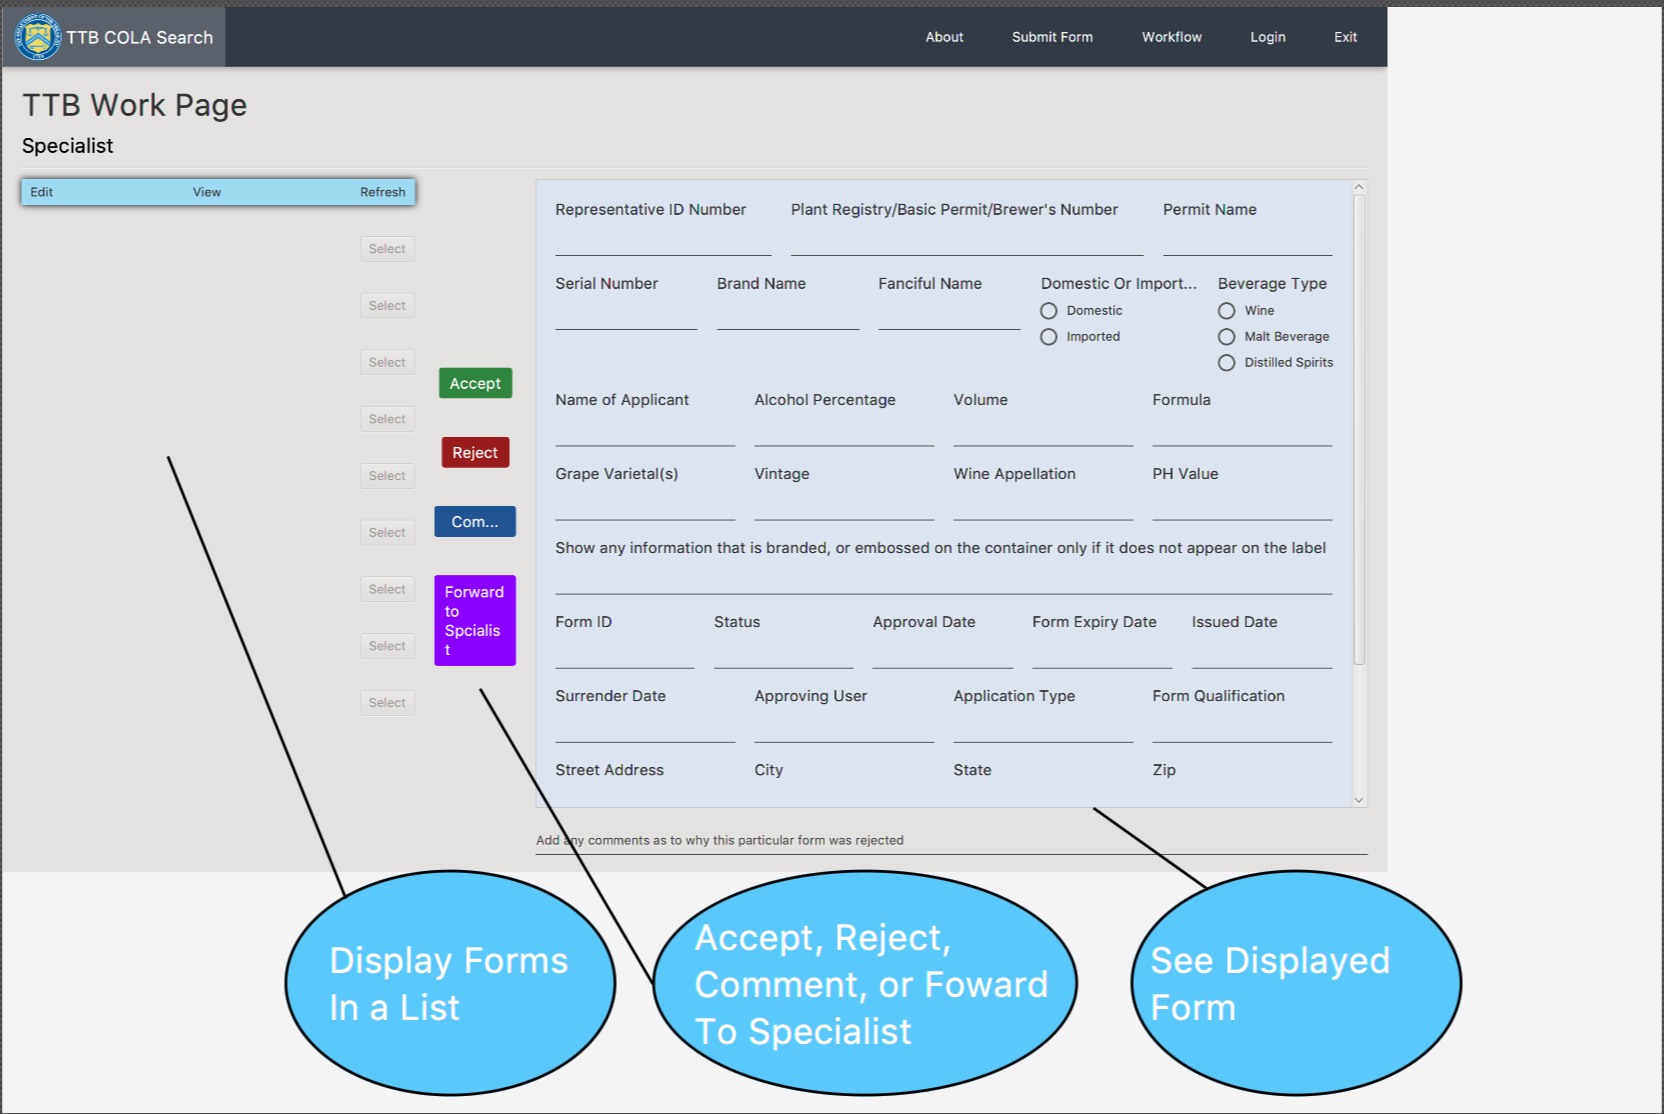 TTB COLA Search
About Submit Form Workflow Login Exit
TTB Work Page
Specialist
Edit View Refresh
Select
Select
Select
Select
Select
Select
Select
Select
Select
Accept
Reject
Com...
Forward
to
Spcialis
t
Representative ID Number Plant Registry/Basic Permit/Brewer's Number Permit Name
Serial Number Brand Name Fanciful Name Domestic Or Import... Beverage Type
Domestic Wine
Imported Malt Beverage
Distilled Spirits
Name of Applicant Alcohol Percentage Volume Formula
Grape Varietal(s) Vintage Wine Appellation PH Value
Show any information that is branded, or embossed on the container only if it does not appear on the label
Form ID Status Approval Date Form Expiry Date Issued Date
Surrender Date Approving User Application Type Form Qualification
Street Address City State Zip
Add any comments as to why this particular form was rejected
Display Forms
In a List
Accept, Reject,
Comment, or Foward
To Specialist
See Displayed
Form